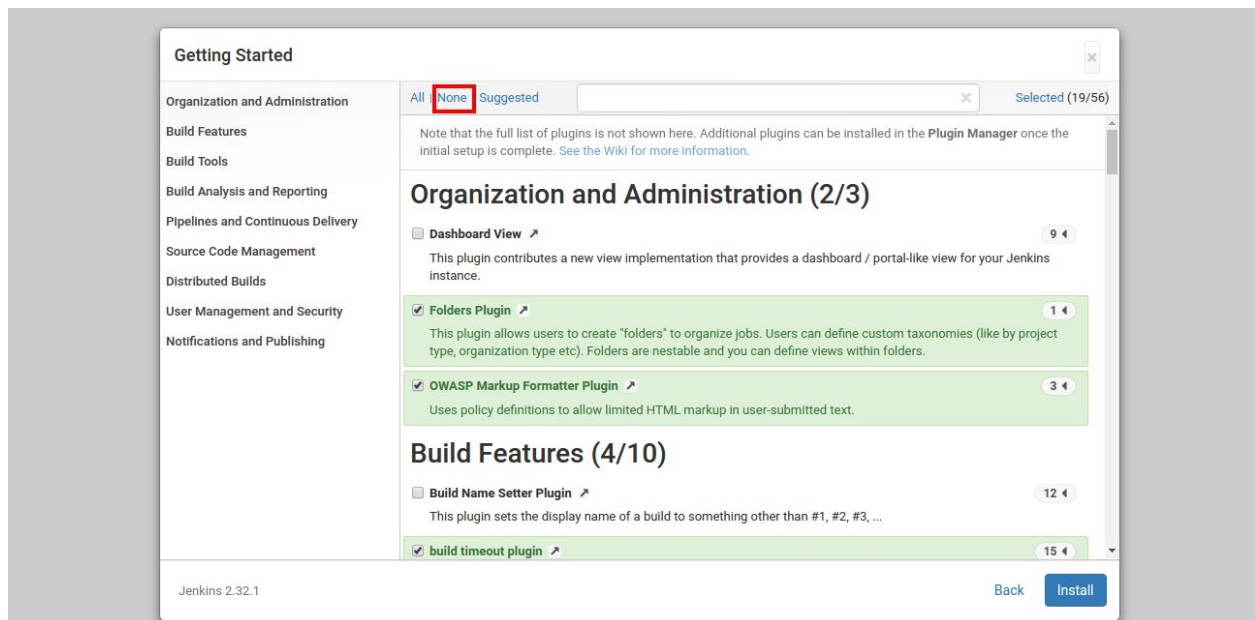 Getting Started
×
Organization and Administration
Build Features
Build Tools
Build Analysis and Reporting
Pipelines and Continuous Delivery
Source Code Management
Distributed Builds
User Management and Security
Notifications and Publishing
All | None Suggested
×
Selected (19/56)
Note that the full list of plugins is not shown here. Additional plugins can be installed in the Plugin Manager once the
initial setup is complete. See the Wiki for more information.
Organization and Administration (2/3)
Dashboard View
9
This plugin contributes a new view implementation that provides a dashboard / portal-like view for your Jenkins
instance.
Folders Plugin
1
This plugin allows users to create "folders" to organize jobs. Users can define custom taxonomies (like by project
type, organization type etc). Folders are nestable and you can define views within folders.
OWASP Markup Formatter Plugin
3
Uses policy definitions to allow limited HTML markup in user-submitted text.
Build Features (4/10)
Build Name Setter Plugin
12
This plugin sets the display name of a build to something other than #1, #2, #3, ...
build timeout plugin
15
Jenkins 2.32.1
Back
Install